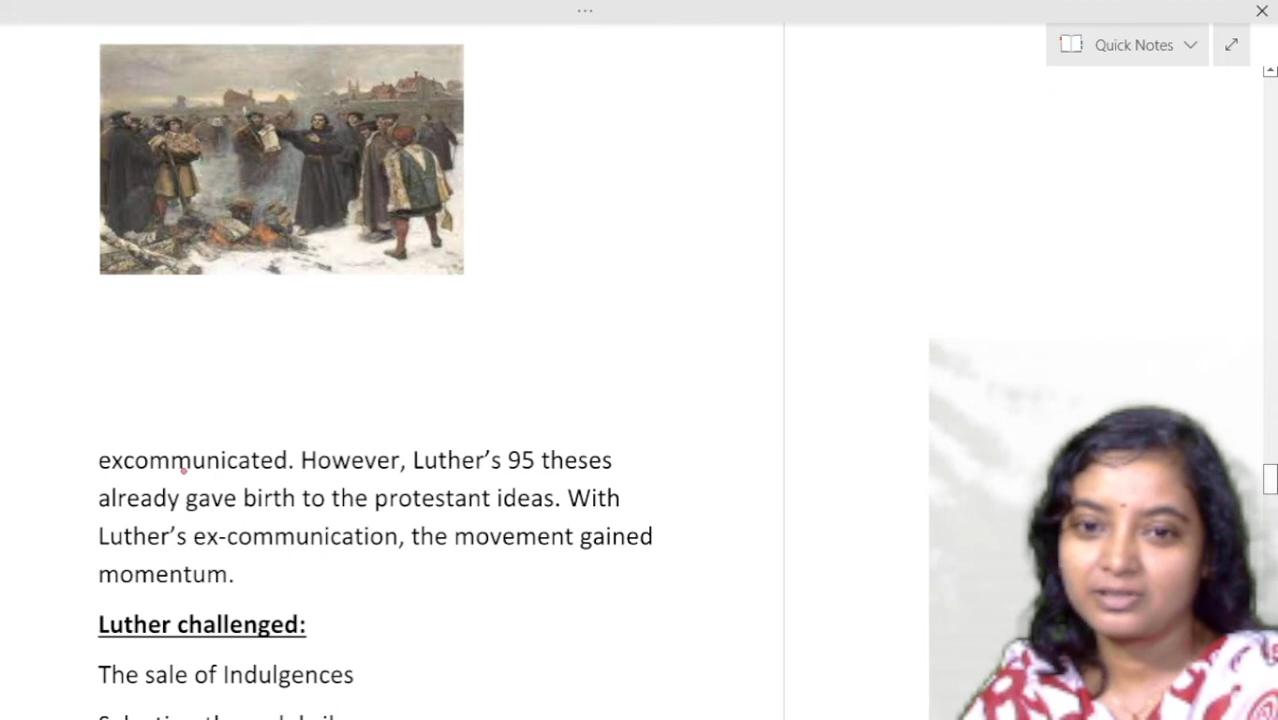 Quick Notes
excommunicated. However, Luther’s 95 theses
already gave birth to the protestant ideas. With
Luther’s ex-communication, the movement gained
momentum.
Luther challenged:
The sale of Indulgences